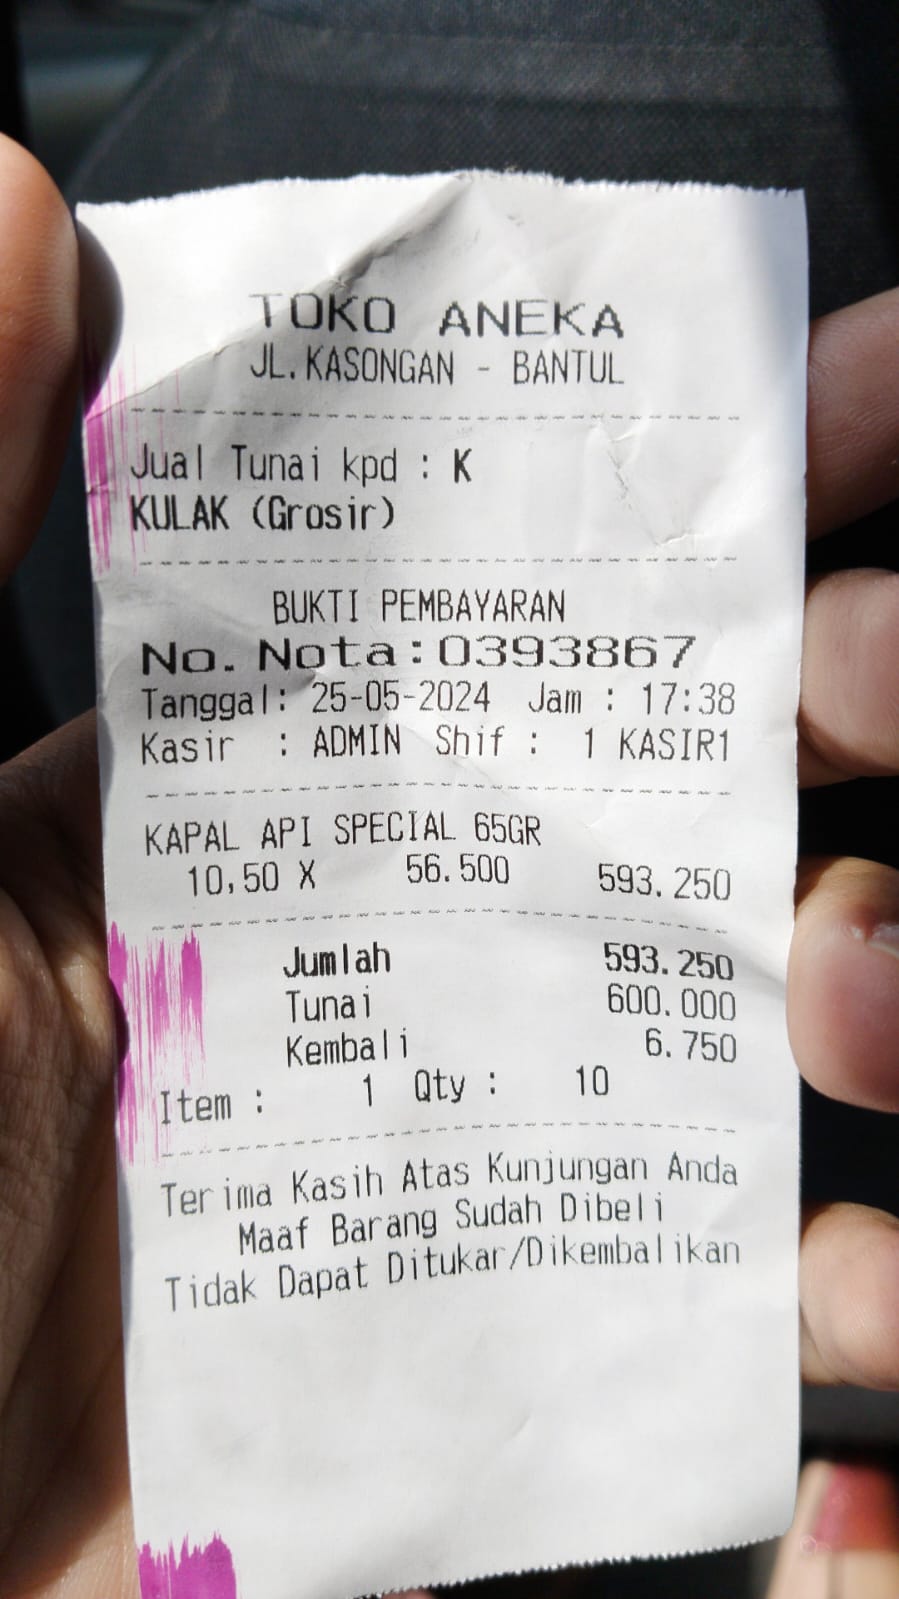 TOKO ANEKA
JL.KASONGAN - BANTUL
Jual Tunai kpd : K
KULAK (Grosir)
BUKTI PEMBAYARAN
No. Nota:0393867
Tanggal: 25-05-2024 Jam : 17:38
Kasir : ADMIN Shif : 1 KASIR1
KAPAL API SPECIAL 65GR
10,50 X 56.500 593.250
Jumlah 593.250
Tunai 600.000
Kembali 6.750
Item : 1 Qty : 10
Terima Kasih Atas Kunjungan Anda
Maaf Barang Sudah Dibeli
Tidak Dapat Ditukar/Dikembalikan